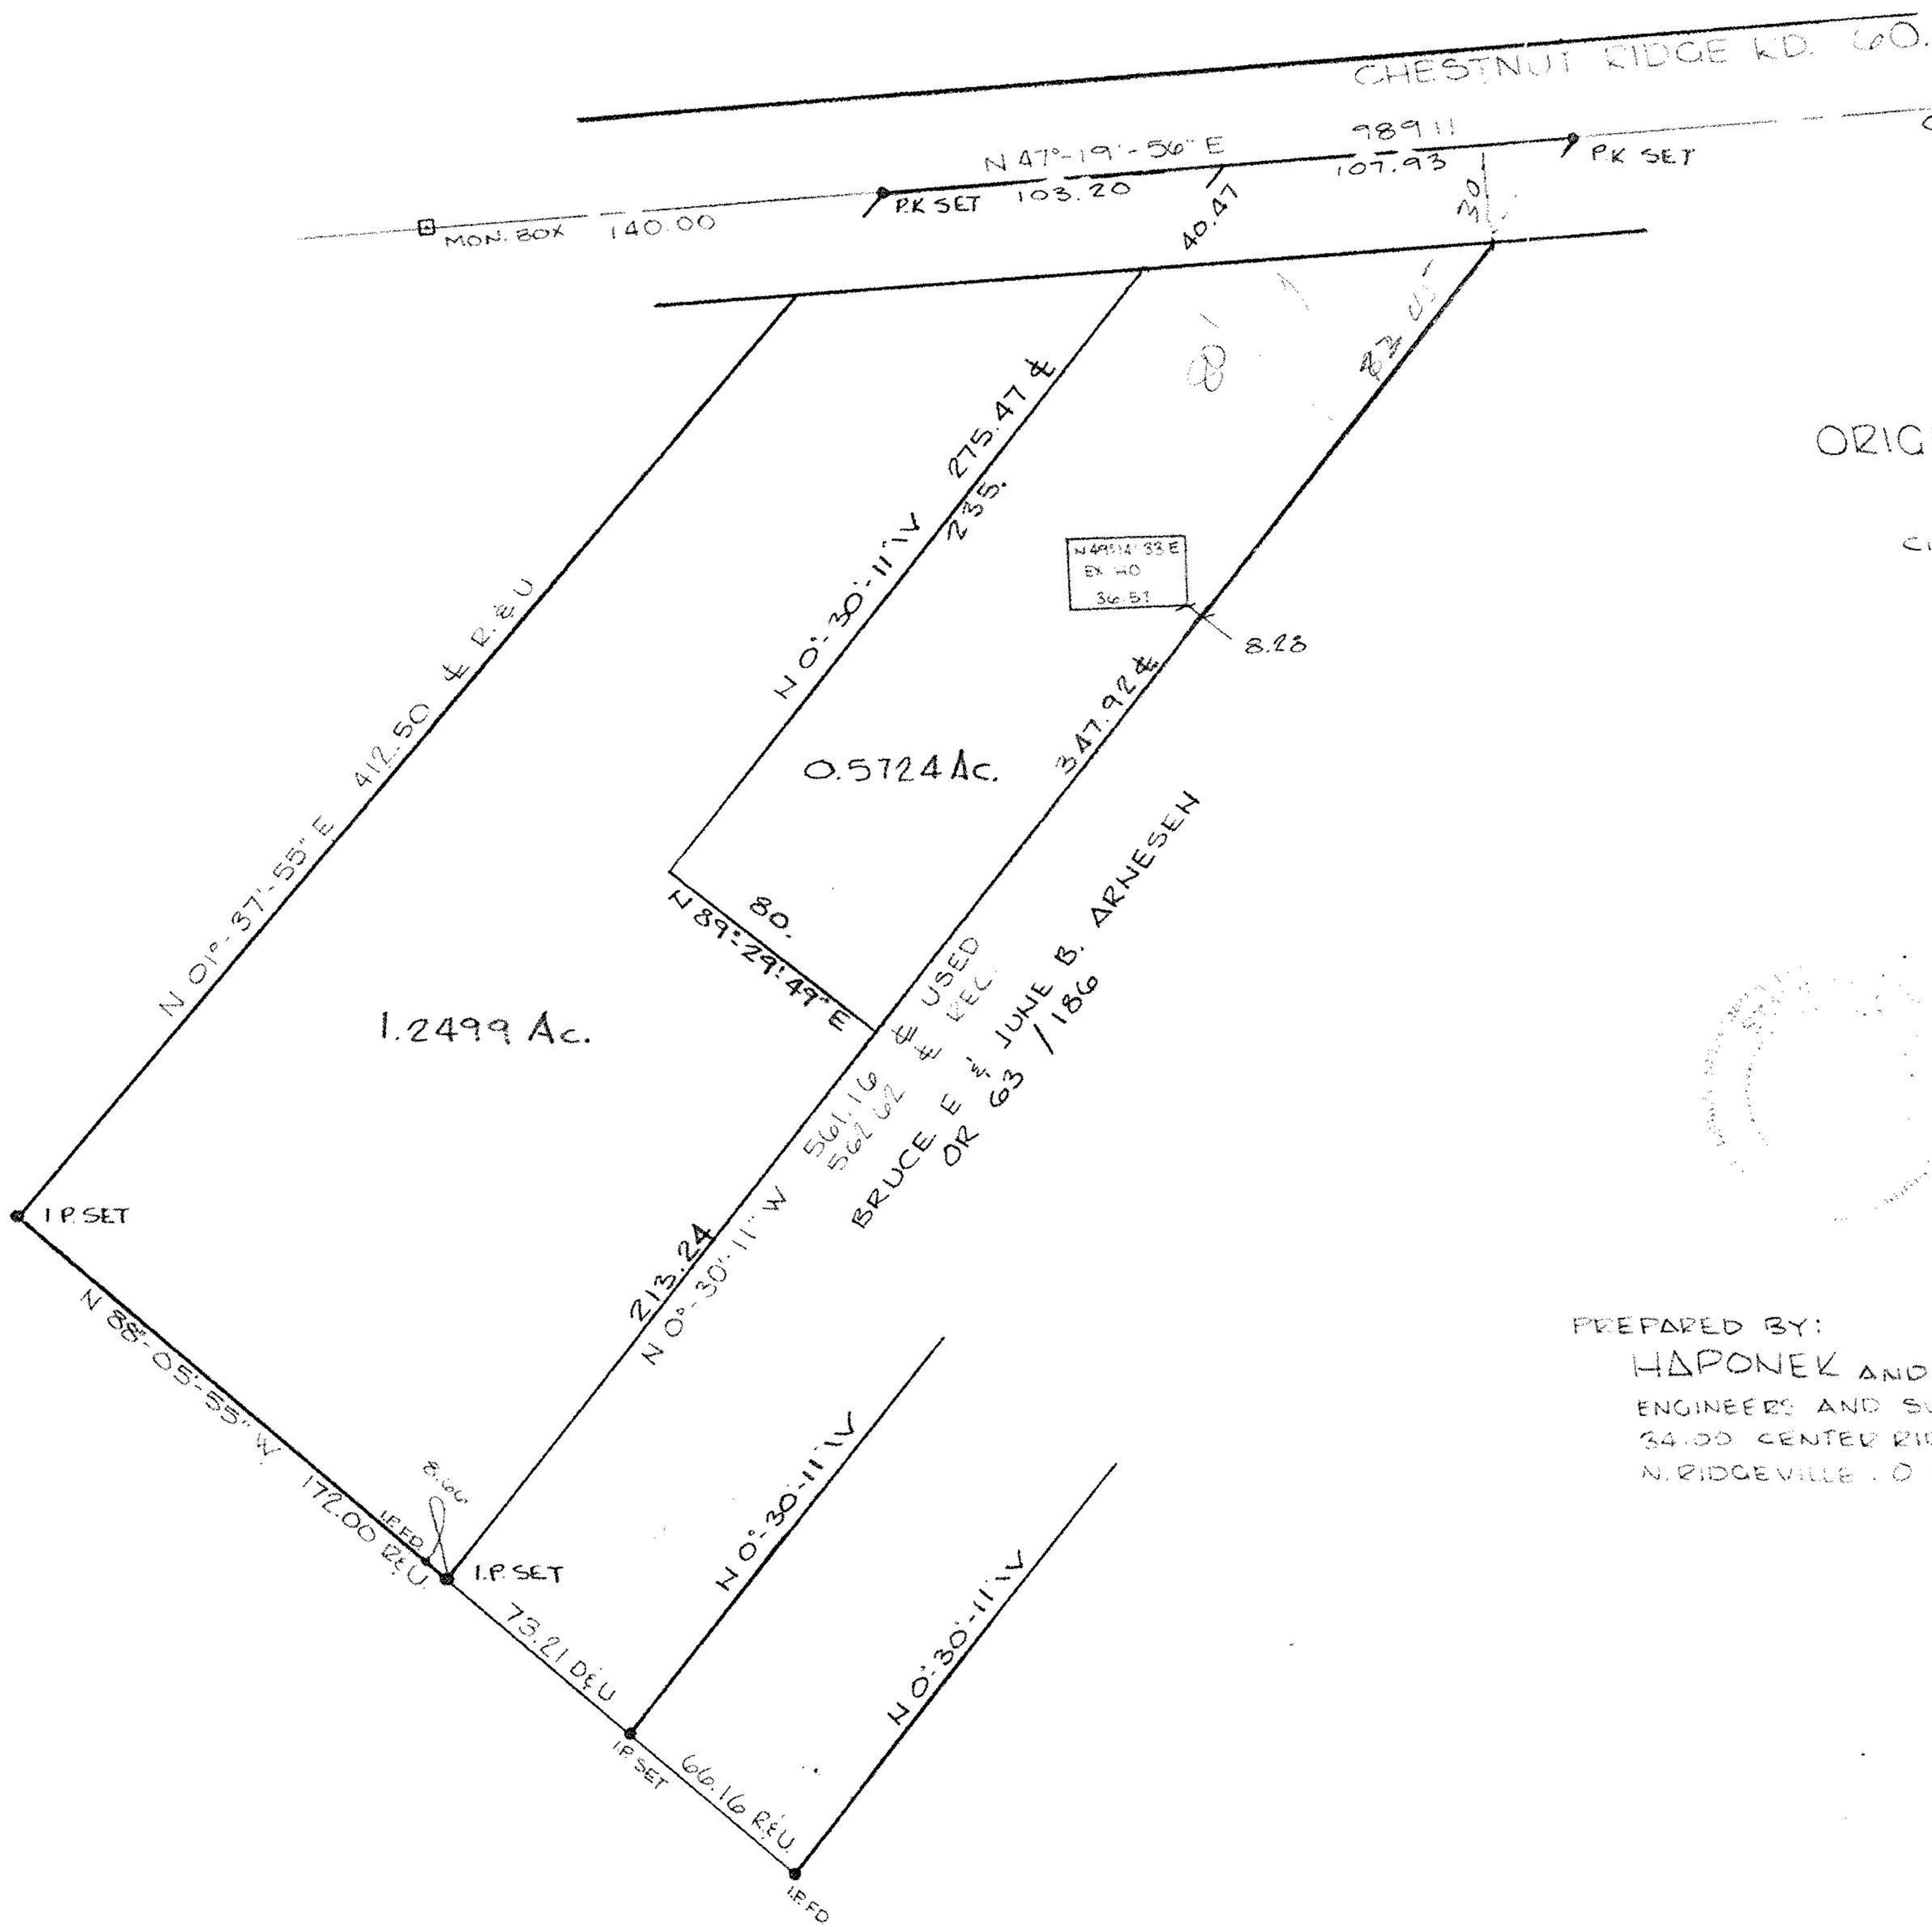 CHESTNUT RIDGE RD. 60.
N 47°-19'-56" E
989.11
103.20
107.93
P.K SET
P.K SET
MON. BOX
140.00
40.47
30
N 0°-30'-11" W 275.47 ⅊
235.
N 49°-14'-33 E
36.51
8.28
N 01°-37'-55" E 412.50 ⅊ R.&U
0.5724 Ac.
347.92 ⅊
80.
N 89°-29'-49" E
1.2499 Ac.
561.16 ⅊ USED
562.62 ⅊ REC.
BRUCE E & JUNE B. ARNESEN
OR 63 / 186
213.24
N 0°-30'-11" W
I.P. SET
N 88°-05'-55" W 172.00 R&U.
I.P. FD.
8.66
I.P. SET
73.21 D&U
I.P. SET
66.16 R&U.
I.P. FD
N 0°-30'-11" W
N 0°-30'-11" W
ORIG
PREPARED BY:
HAPONEK AND
ENGINEERS AND SU
CENTER RID
N. RIDGEVILLE, O